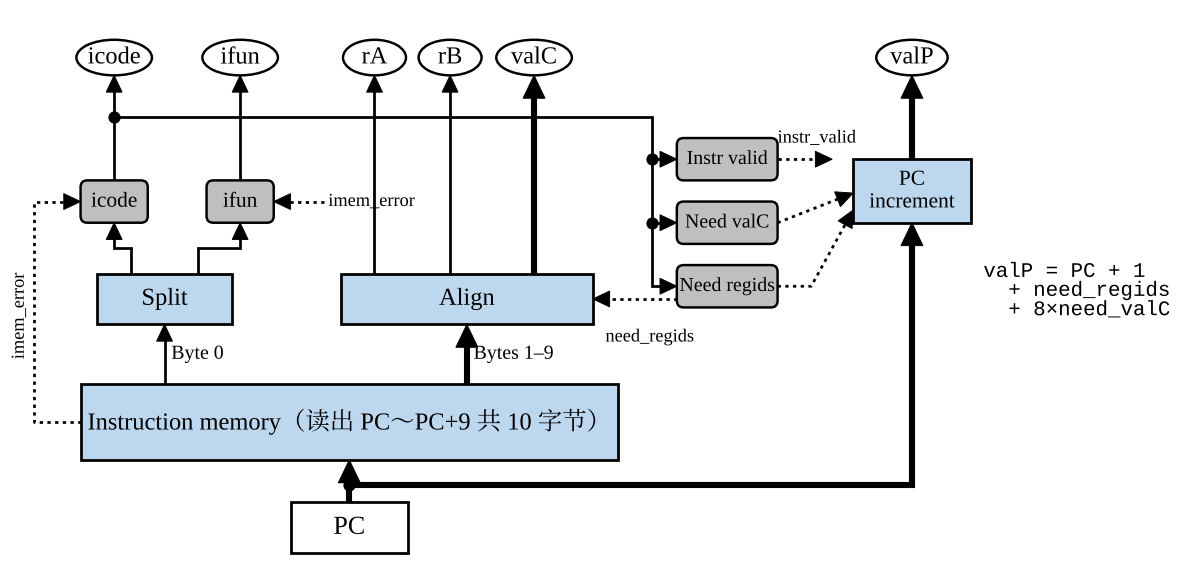 icode
ifun
rA
rB
valC
valP
instr_valid
Instr valid
PC
increment
icode
ifun
imem_error
Need valC
valP = PC + 1
+ need_regids
+ 8×need_valC
Need regids
Split
Align
imem_error
need_regids
Byte 0
Bytes 1–9
Instruction memory（读出 PC～PC+9 共 10 字节）
PC